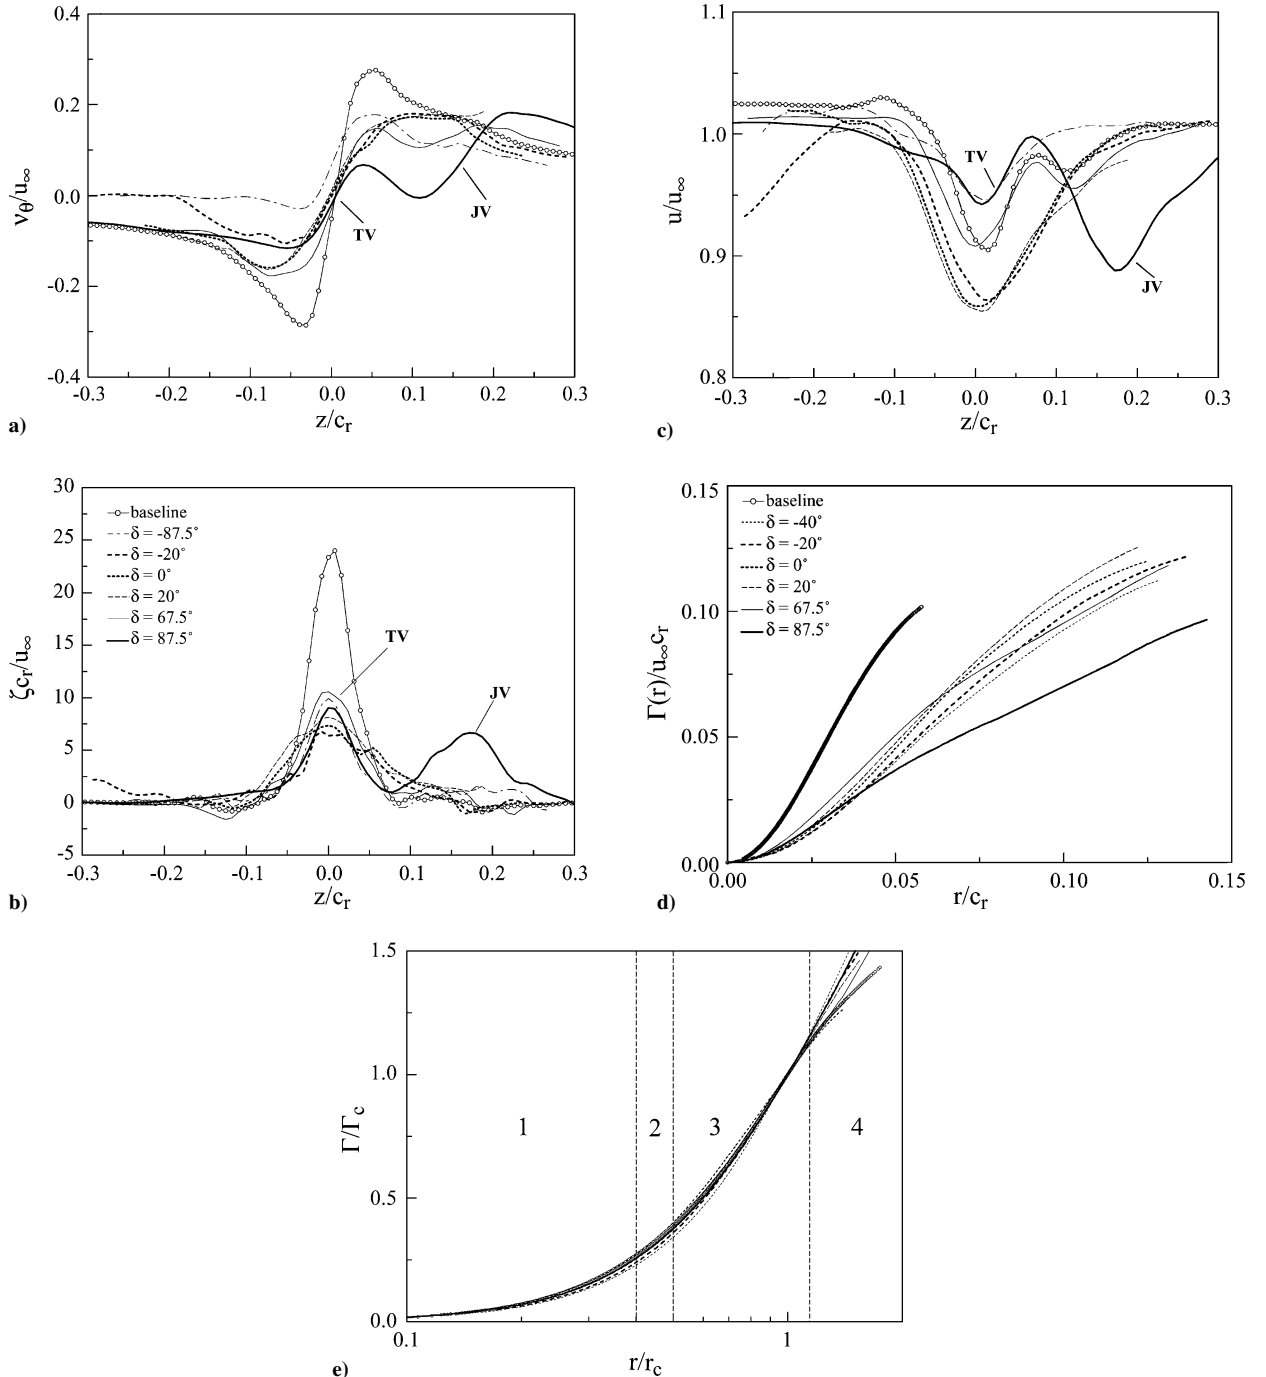 0.4
0.2
0.0
-0.2
-0.4
νθ/u∞
TV
JV
-0.3 -0.2 -0.1 0.0 0.1 0.2 0.3
z/cr
a)
1.1
1.0
0.9
0.8
u/u∞
TV
JV
-0.3 -0.2 -0.1 0.0 0.1 0.2 0.3
z/cr
c)
30
25
20
15
10
5
0
-5
ζcr/u∞
baseline
δ = -87.5°
δ = -20°
δ = 0°
δ = 20°
δ = 67.5°
δ = 87.5°
TV
JV
-0.3 -0.2 -0.1 0.0 0.1 0.2 0.3
z/cr
b)
0.15
0.10
0.05
0.00
Γ(r)/u∞cr
baseline
δ = -40°
δ = -20°
δ = 0°
δ = 20°
δ = 67.5°
δ = 87.5°
0.00 0.05 0.10 0.15
r/cr
d)
1.5
1.0
0.5
0.0
Γ/Γc
1 2 3 4
0.1 1
r/rc
e)